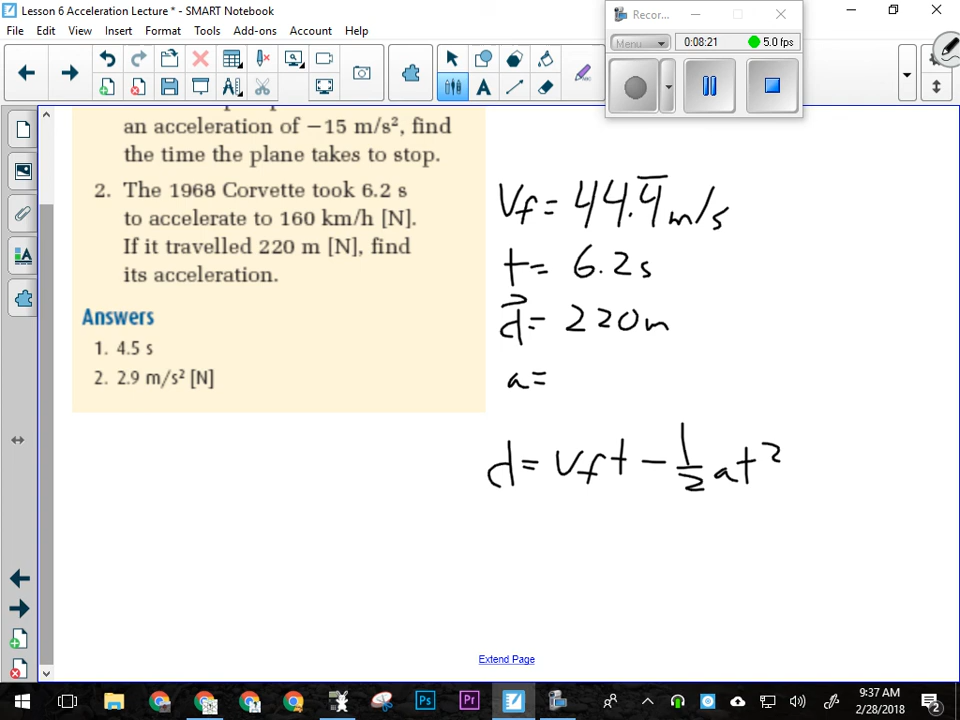 Lesson 6 Acceleration Lecture * - SMART Notebook
Recor...
File Edit View Insert Format Tools Add-ons Account Help
Menu 0:08:21 5.0 fps
an acceleration of −15 m/s², find
the time the plane takes to stop.
2. The 1968 Corvette took 6.2 s
to accelerate to 160 km/h [N].
If it travelled 220 m [N], find
its acceleration.
Answers
1. 4.5 s
2. 2.9 m/s² [N]
Vf = 44.4̅ m/s
t = 6.2 s
d⃗ = 220 m
a =
d = Vf t − 1/2 at²
Extend Page
9:37 AM
2/28/2018
2